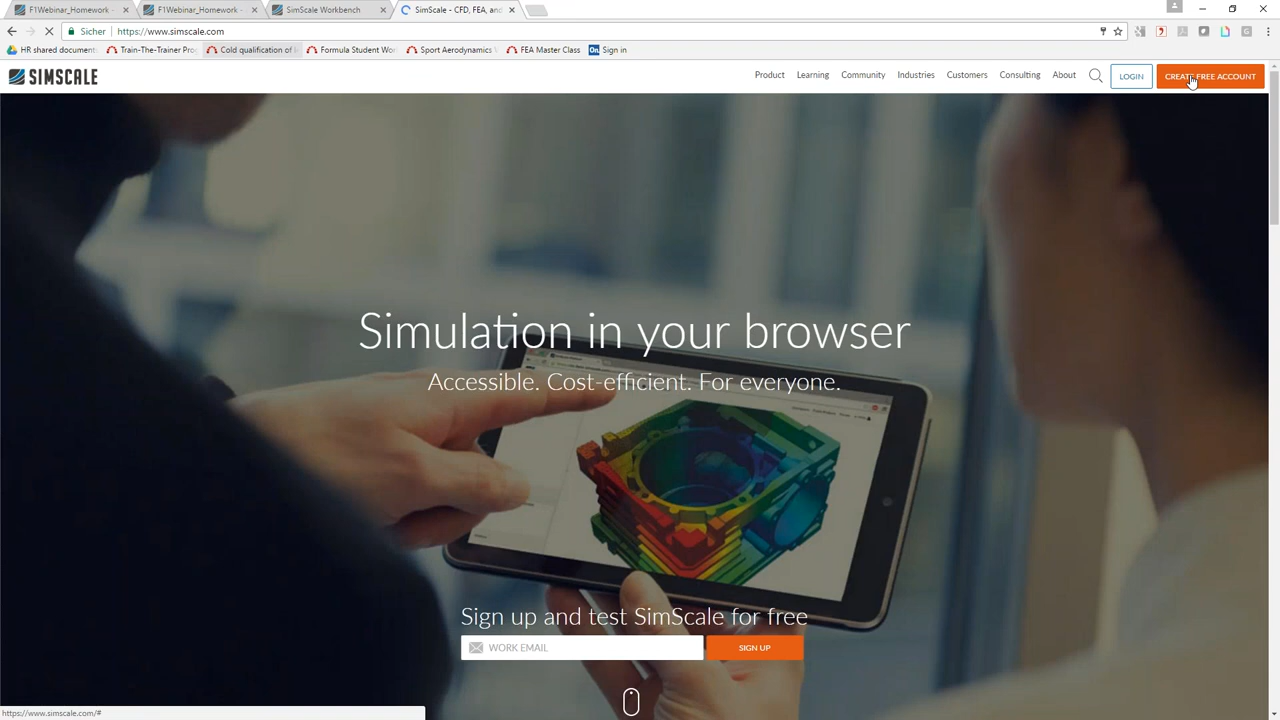 F1Webinar_Homework -
F1Webinar_Homework -
SimScale Workbench
SimScale - CFD, FEA, and
Sicher
https://www.simscale.com
HR shared document
Train-The-Trainer Pro
Cold qualification of
Formula Student Wor
Sport Aerodynamics
FEA Master Class
On
Sign in
SIMSCALE
Product
Learning
Community
Industries
Customers
Consulting
About
LOGIN
CREATE FREE ACCOUNT
Simulation in your browser
Accessible. Cost-efficient. For everyone.
Sign up and test SimScale for free
WORK EMAIL
SIGN UP
https://www.simscale.com/#